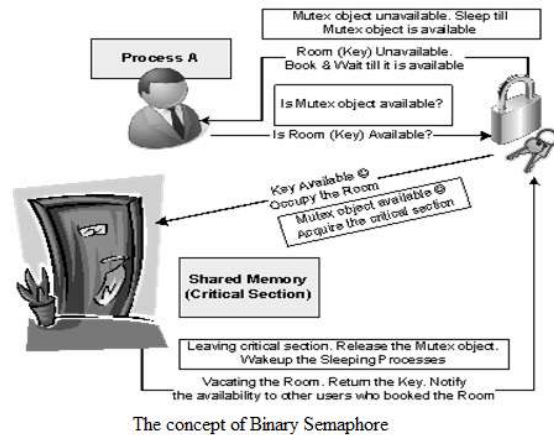 Mutex object unavailable. Sleep till
Mutex object is available
Process A
Room (Key) Unavailable.
Book & Wait till it is available
Is Mutex object available?
Is Room (Key) Available?
Key Available ☺
Occupy the Room
Mutex object available ☺
Acquire the critical section
Shared Memory
(Critical Section)
Leaving critical section. Release the Mutex object.
Wakeup the Sleeping Processes
Vacating the Room. Return the Key. Notify
the availability to other users who booked the Room
The concept of Binary Semaphore